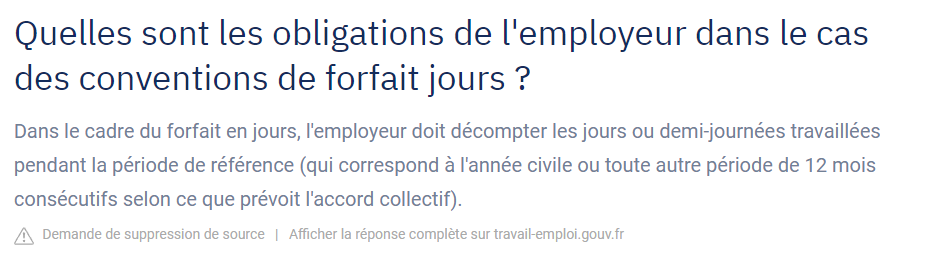 Quelles sont les obligations de l'employeur dans le cas
des conventions de forfait jours ?
Dans le cadre du forfait en jours, l'employeur doit décompter les jours ou demi-journées travaillées
pendant la période de référence (qui correspond à l'année civile ou toute autre période de 12 mois
consécutifs selon ce que prévoit l'accord collectif).
Demande de suppression de source | Afficher la réponse complète sur travail-emploi.gouv.fr